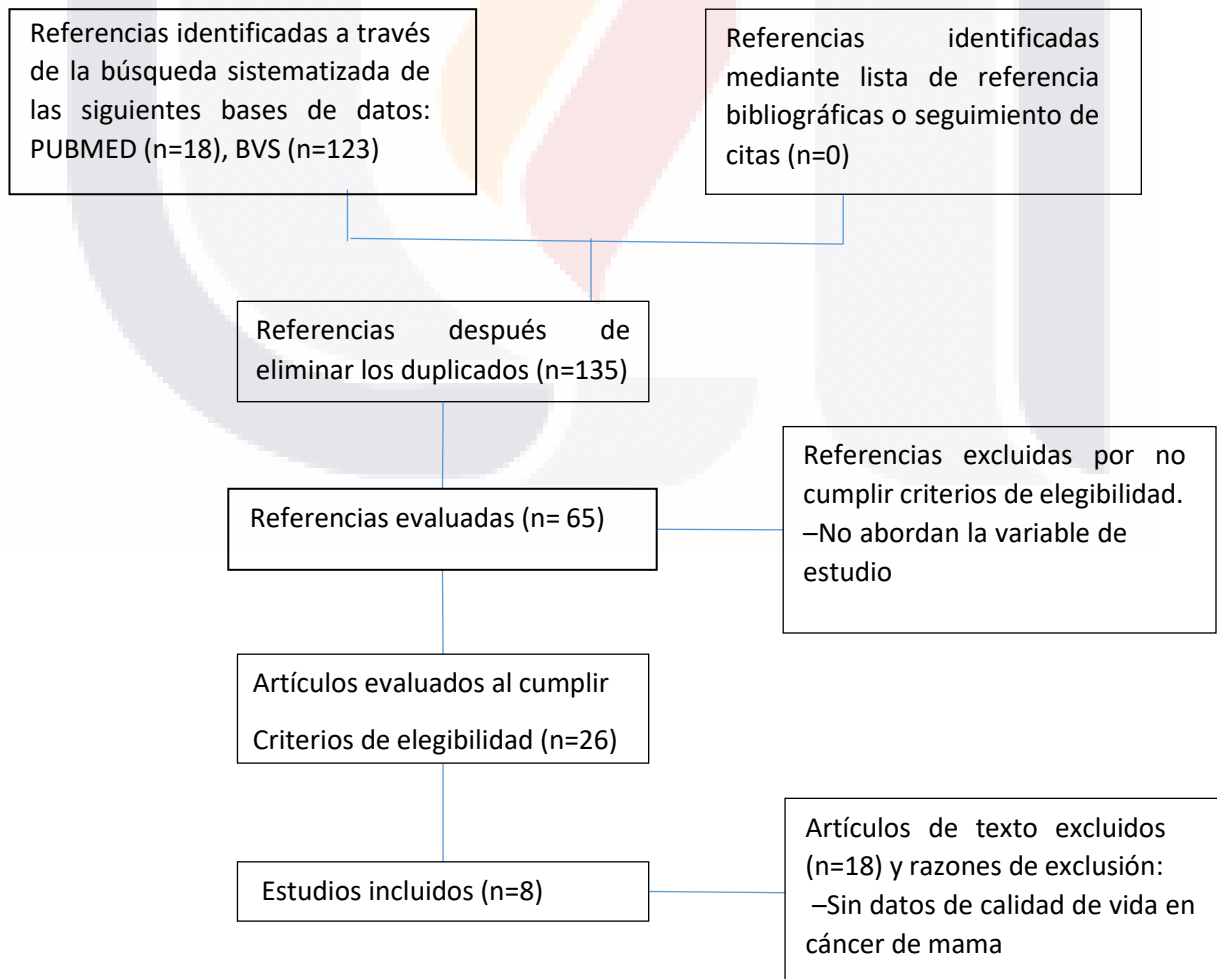 Referencias identificadas a través
de la búsqueda sistematizada de
las siguientes bases de datos:
PUBMED (n=18), BVS (n=123)
Referencias identificadas
mediante lista de referencia
bibliográficas o seguimiento de
citas (n=0)
Referencias después de
eliminar los duplicados (n=135)
Referencias evaluadas (n= 65)
Referencias excluidas por no
cumplir criterios de elegibilidad.
–No abordan la variable de
estudio
Artículos evaluados al cumplir
Criterios de elegibilidad (n=26)
Estudios incluidos (n=8)
Artículos de texto excluidos
(n=18) y razones de exclusión:
–Sin datos de calidad de vida en
cáncer de mama